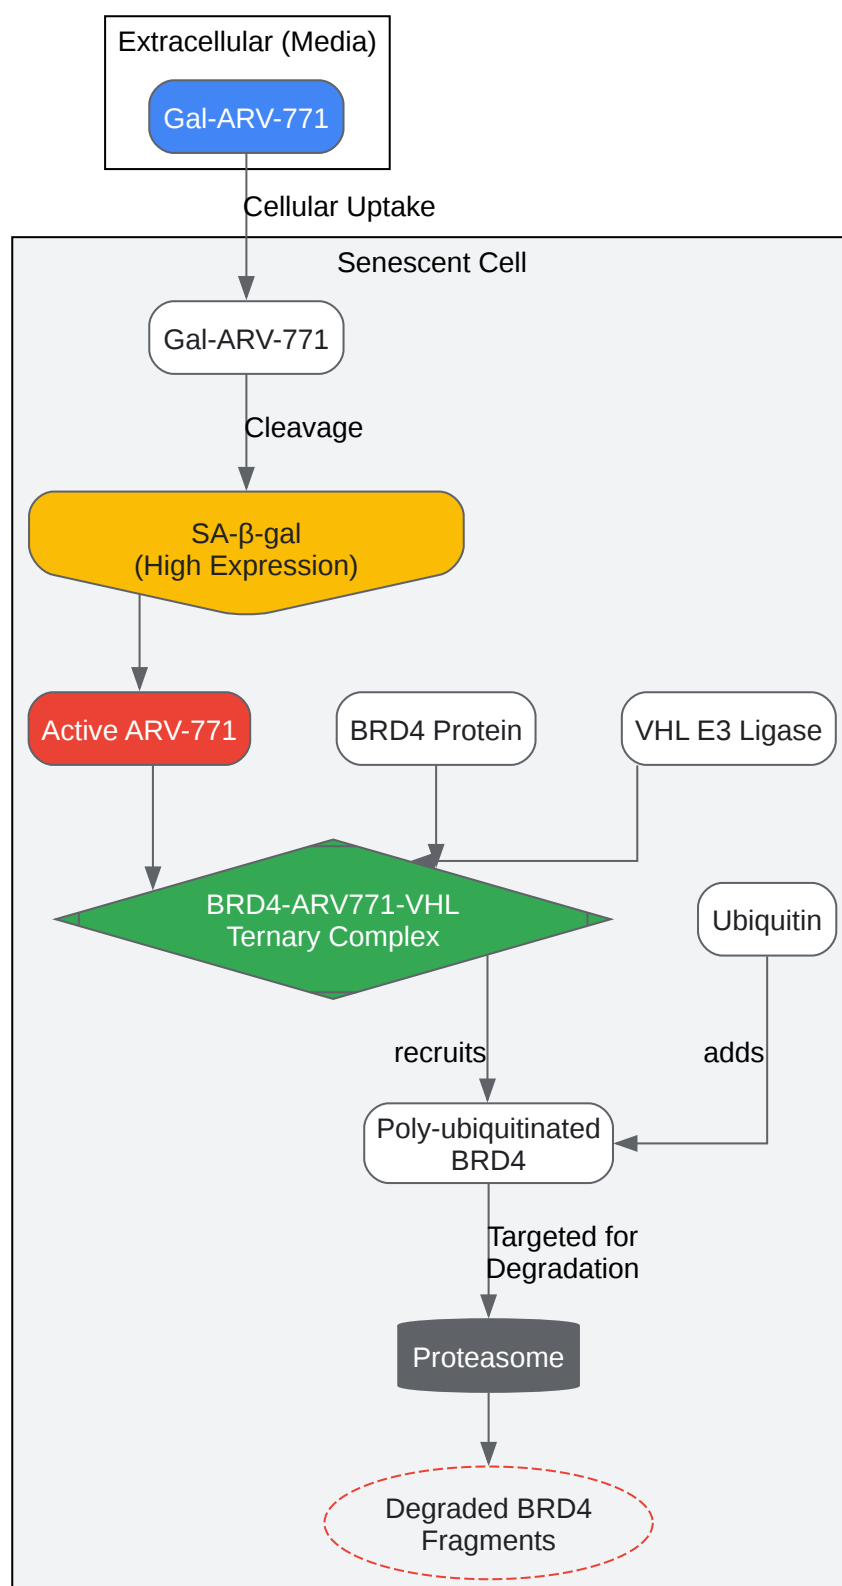 Extracellular (Media)
Gal-ARV-771
Cellular Uptake
Senescent Cell
Gal-ARV-771
Cleavage
SA-β-gal
(High Expression)
Active ARV-771
BRD4 Protein
VHL E3 Ligase
BRD4-ARV771-VHL
Ternary Complex
Ubiquitin
recruits
adds
Poly-ubiquitinated
BRD4
Targeted for
Degradation
Proteasome
Degraded BRD4
Fragments